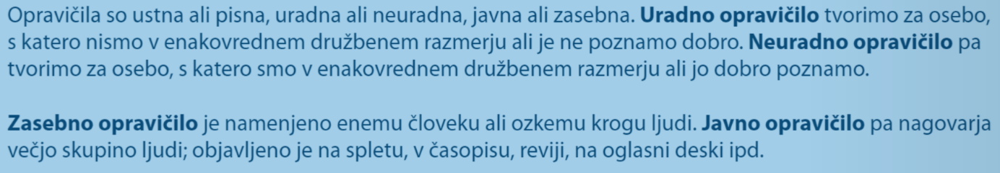 Opravičila so ustna ali pisna, uradna ali neuradna, javna ali zasebna. Uradno opravičilo tvorimo za osebo,
s katero nismo v enakovrednem družbenem razmerju ali je ne poznamo dobro. Neuradno opravičilo pa
tvorimo za osebo, s katero smo v enakovrednem družbenem razmerju ali jo dobro poznamo.
Zasebno opravičilo je namenjeno enemu človeku ali ozkemu krogu ljudi. Javno opravičilo pa nagovarja
večjo skupino ljudi; objavljeno je na spletu, v časopisu, reviji, na oglasni deski ipd.